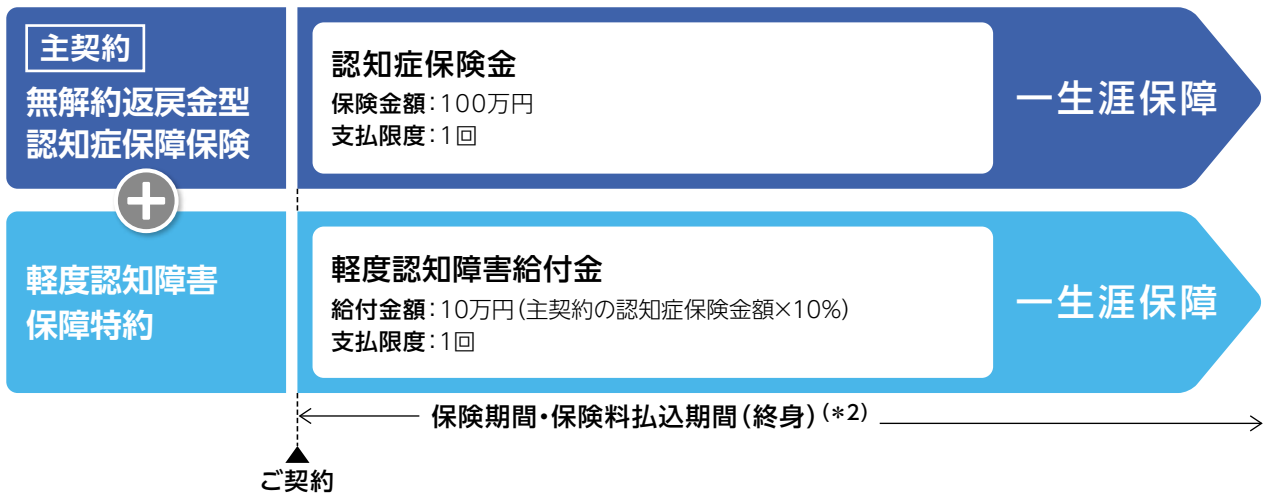 主契約
無解約返戻金型
認知症保障保険
認知症保険金
保険金額:100万円
支払限度:1回
一生涯保障
+
軽度認知障害
保障特約
軽度認知障害給付金
給付金額:10万円(主契約の認知症保険金額×10%)
支払限度:1回
一生涯保障
保険期間・保険料払込期間(終身)(*2)
ご契約